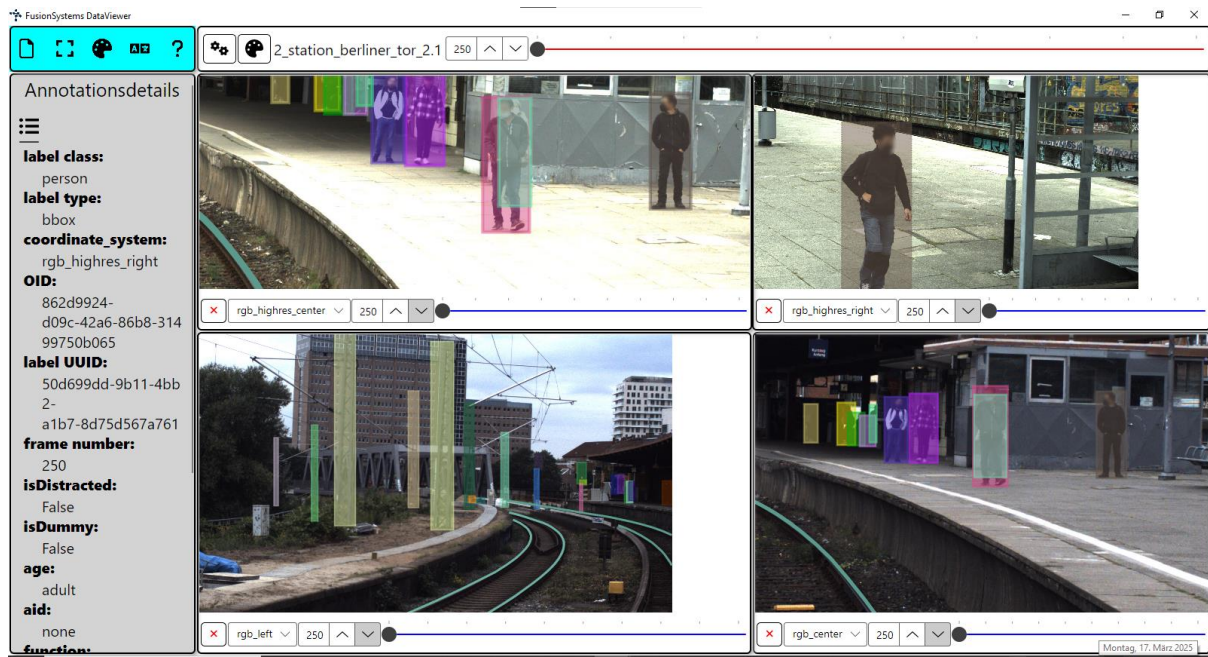 FusionSystems DataViewer
2_station_berliner_tor_2.1
250
Annotationsdetails
label class:
person
label type:
bbox
coordinate_system:
rgb_highres_right
OID:
862d9924-
d09c-42a6-86b8-314
99750b065
label UUID:
50d699dd-9b11-4bb
2-
a1b7-8d75d567a761
frame number:
250
isDistracted:
False
isDummy:
False
age:
adult
aid:
none
function:
rgb_highres_center
250
rgb_highres_right
250
rgb_left
250
rgb_center
250
Montag, 17. März 2025